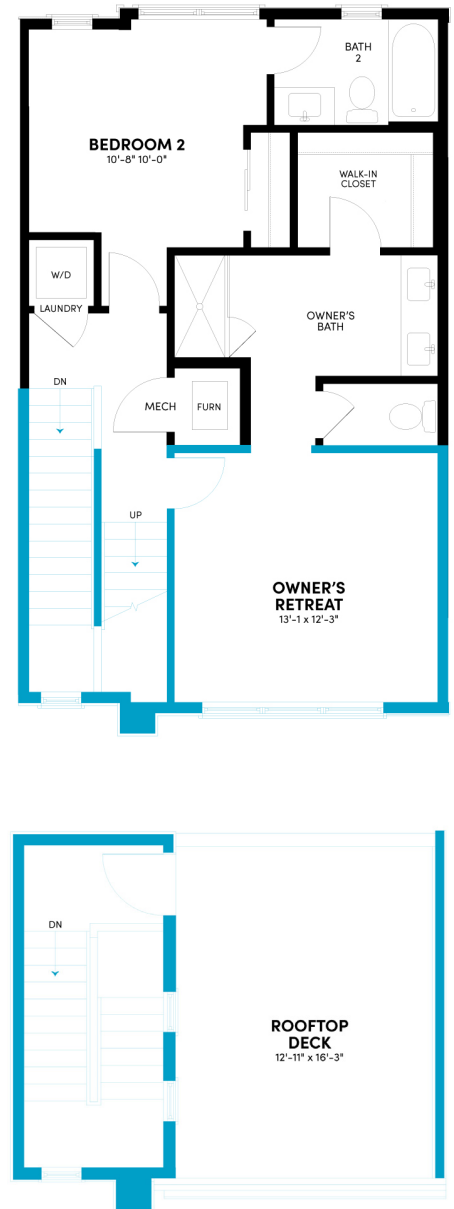 BATH
2
BEDROOM 2
10'-8" 10'-0"
WALK-IN
CLOSET
W/D
LAUNDRY
OWNER'S
BATH
DN
MECH
FURN
UP
OWNER'S
RETREAT
13'-1 x 12'-3"
DN
ROOFTOP
DECK
12'-11" x 16'-3"